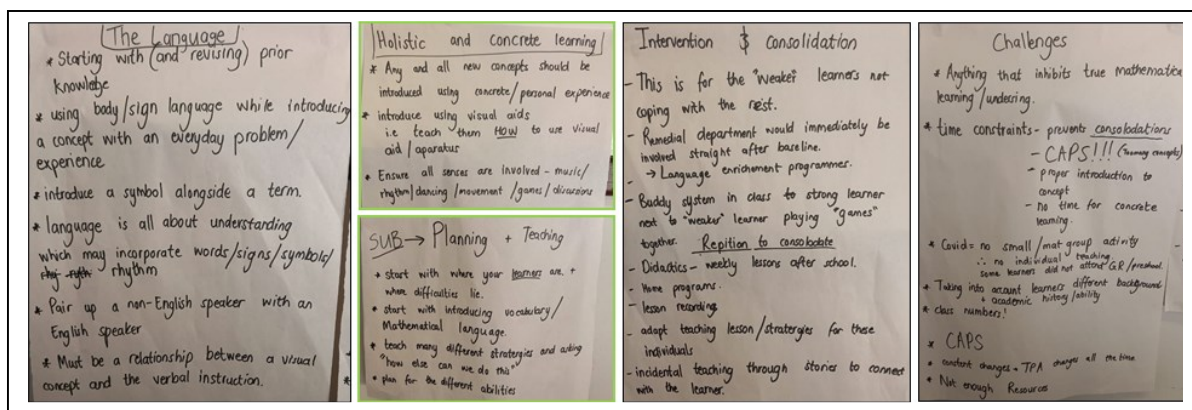 The Language
* Starting with (and revising) prior
knowledge
* using body/sign language while introducing
a concept with an everyday problem/
experience
* introduce a symbol alongside a term.
* language is all about understanding
which may incorporate words/signs/symbols/
rhythm
* Pair up a non-English speaker with an
English speaker
* Must be a relationship between a visual
concept and the verbal instruction.
Holistic and concrete learning
* Any and all new concepts should be
introduced using concrete/personal experience
* introduce using visual aids
i.e teach them HOW to use visual
aid/apparatus
* Ensure all senses are involved - music/
rhythm/dancing/movement/games/discussions
SUB → Planning + Teaching
* start with where your learners are +
where difficulties lie.
* start with introducing vocabulary/
Mathematical language.
* teach many different strategies and asking
"how else can we do this"
* plan for the different abilities
Intervention & Consolidation
- This is for the "weaker" learners not
coping with the rest.
- Remedial department would immediately be
involved straight after baseline.
→ Language enrichement programmes.
- Buddy system in class to strong learner
next to "weaker" learner playing "games"
together. Repition to consolodate
- Didactics - weekly lessons after school.
- Home programs.
- lesson recording
- adapt teaching lesson/stratergies for these
individuals
- incidental teaching through stories to connect
with the learner.
Challenges
* Anything that inhibits true mathematica
learning/undersing.
* time constraints - prevents consolodations
- CAPS!!! (Too many concepts)
- proper introduction to
concept
- no time for concrete
learning.
* Covid = no small/mat group activity
∴ no individual teaching
some learners did not attend GR/preschool.
* Taking into account learners different background
+ academic history/ability
* class numbers!
* CAPS
* constant changes - TPA changes all the time
* Not enough Resources